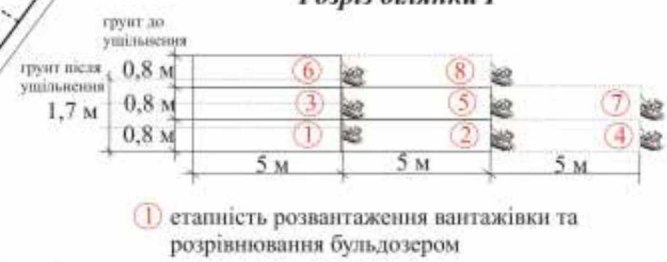 Розріз ділянки 1
грунт до
ущільнення
грунт після
ущільнення
1,7 м
0,8 м 6 8
0,8 м 3 5 7
0,8 м 1 2 4
5 м 5 м 5 м
1 етапність розвантаження вантажівки та
розрівнювання бульдозером